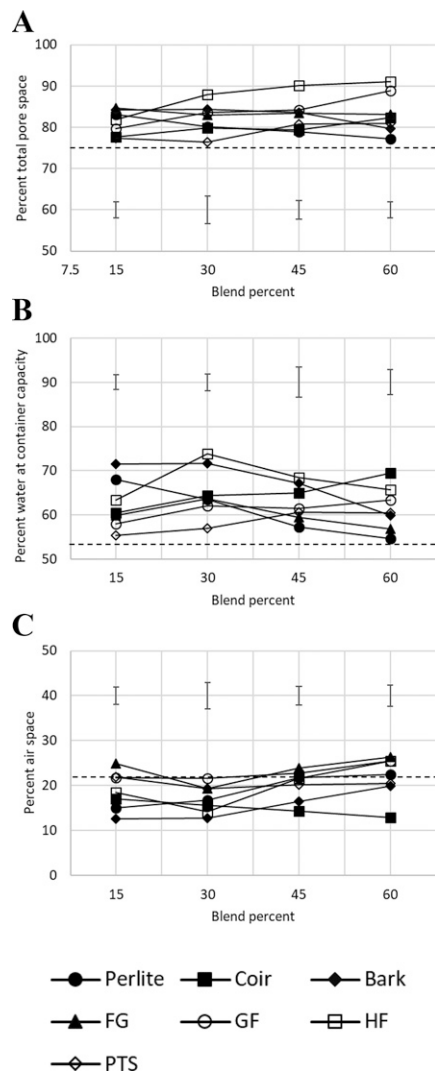 A
100
90
80
70
60
50
Percent total pore space
7.5 15 30 45 60
Blend percent
B
100
90
80
70
60
50
Percent water at container capacity
15 30 45 60
Blend percent
C
50
40
30
20
10
0
Percent air space
15 30 45 60
Blend percent
Perlite Coir Bark
FG GF HF
PTS